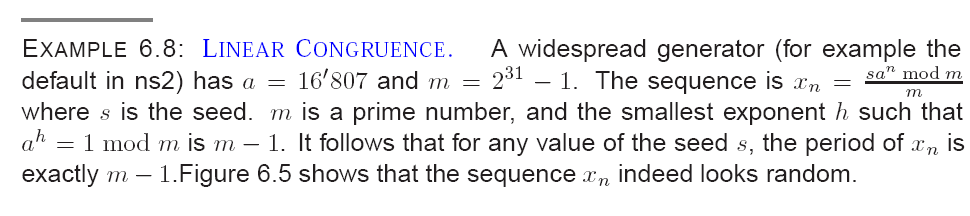 EXAMPLE 6.8: LINEAR CONGRUENCE. A widespread generator (for example the
default in ns2) has a = 16′807 and m = 2^31 − 1. The sequence is x_n = \frac{sa^n mod m}{m}
where s is the seed. m is a prime number, and the smallest exponent h such that
a^h = 1 mod m is m − 1. It follows that for any value of the seed s, the period of x_n is
exactly m − 1.Figure 6.5 shows that the sequence x_n indeed looks random.